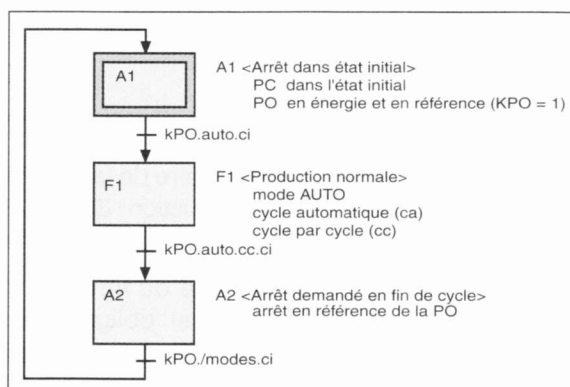 A1
A1 <Arrêt dans état initial>
PC dans l'état initial
PO en énergie et en référence (KPO = 1)
kPO.auto.ci
F1
F1 <Production normale>
mode AUTO
cycle automatique (ca)
cycle par cycle (cc)
kPO.auto.cc.ci
A2
A2 <Arrêt demandé en fin de cycle>
arrêt en référence de la PO
kPO./modes.ci